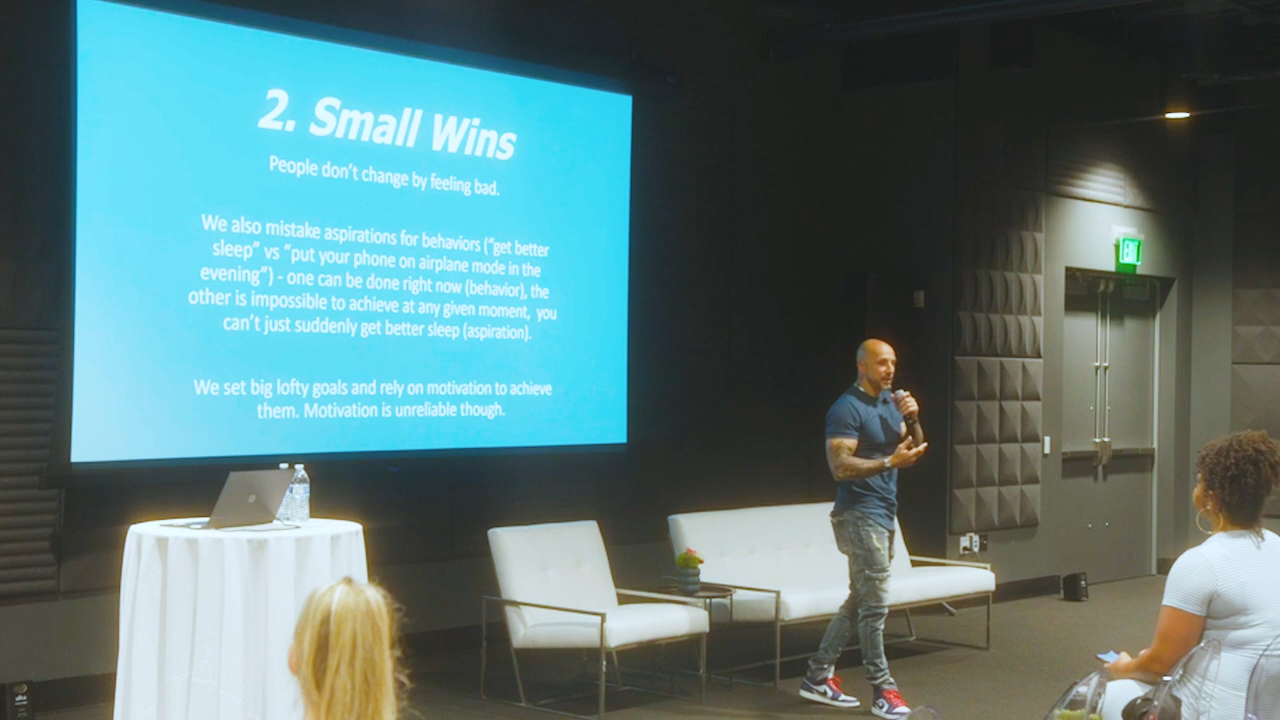 2. Small Wins
People don't change by feeling bad.
We also mistake aspirations for behaviors ("get better
sleep" vs "put your phone on airplane mode in the
evening") - one can be done right now (behavior), the
other is impossible to achieve at any given moment, you
can't just suddenly get better sleep (aspiration).
We set big lofty goals and rely on motivation to achieve
them. Motivation is unreliable though.
EXIT